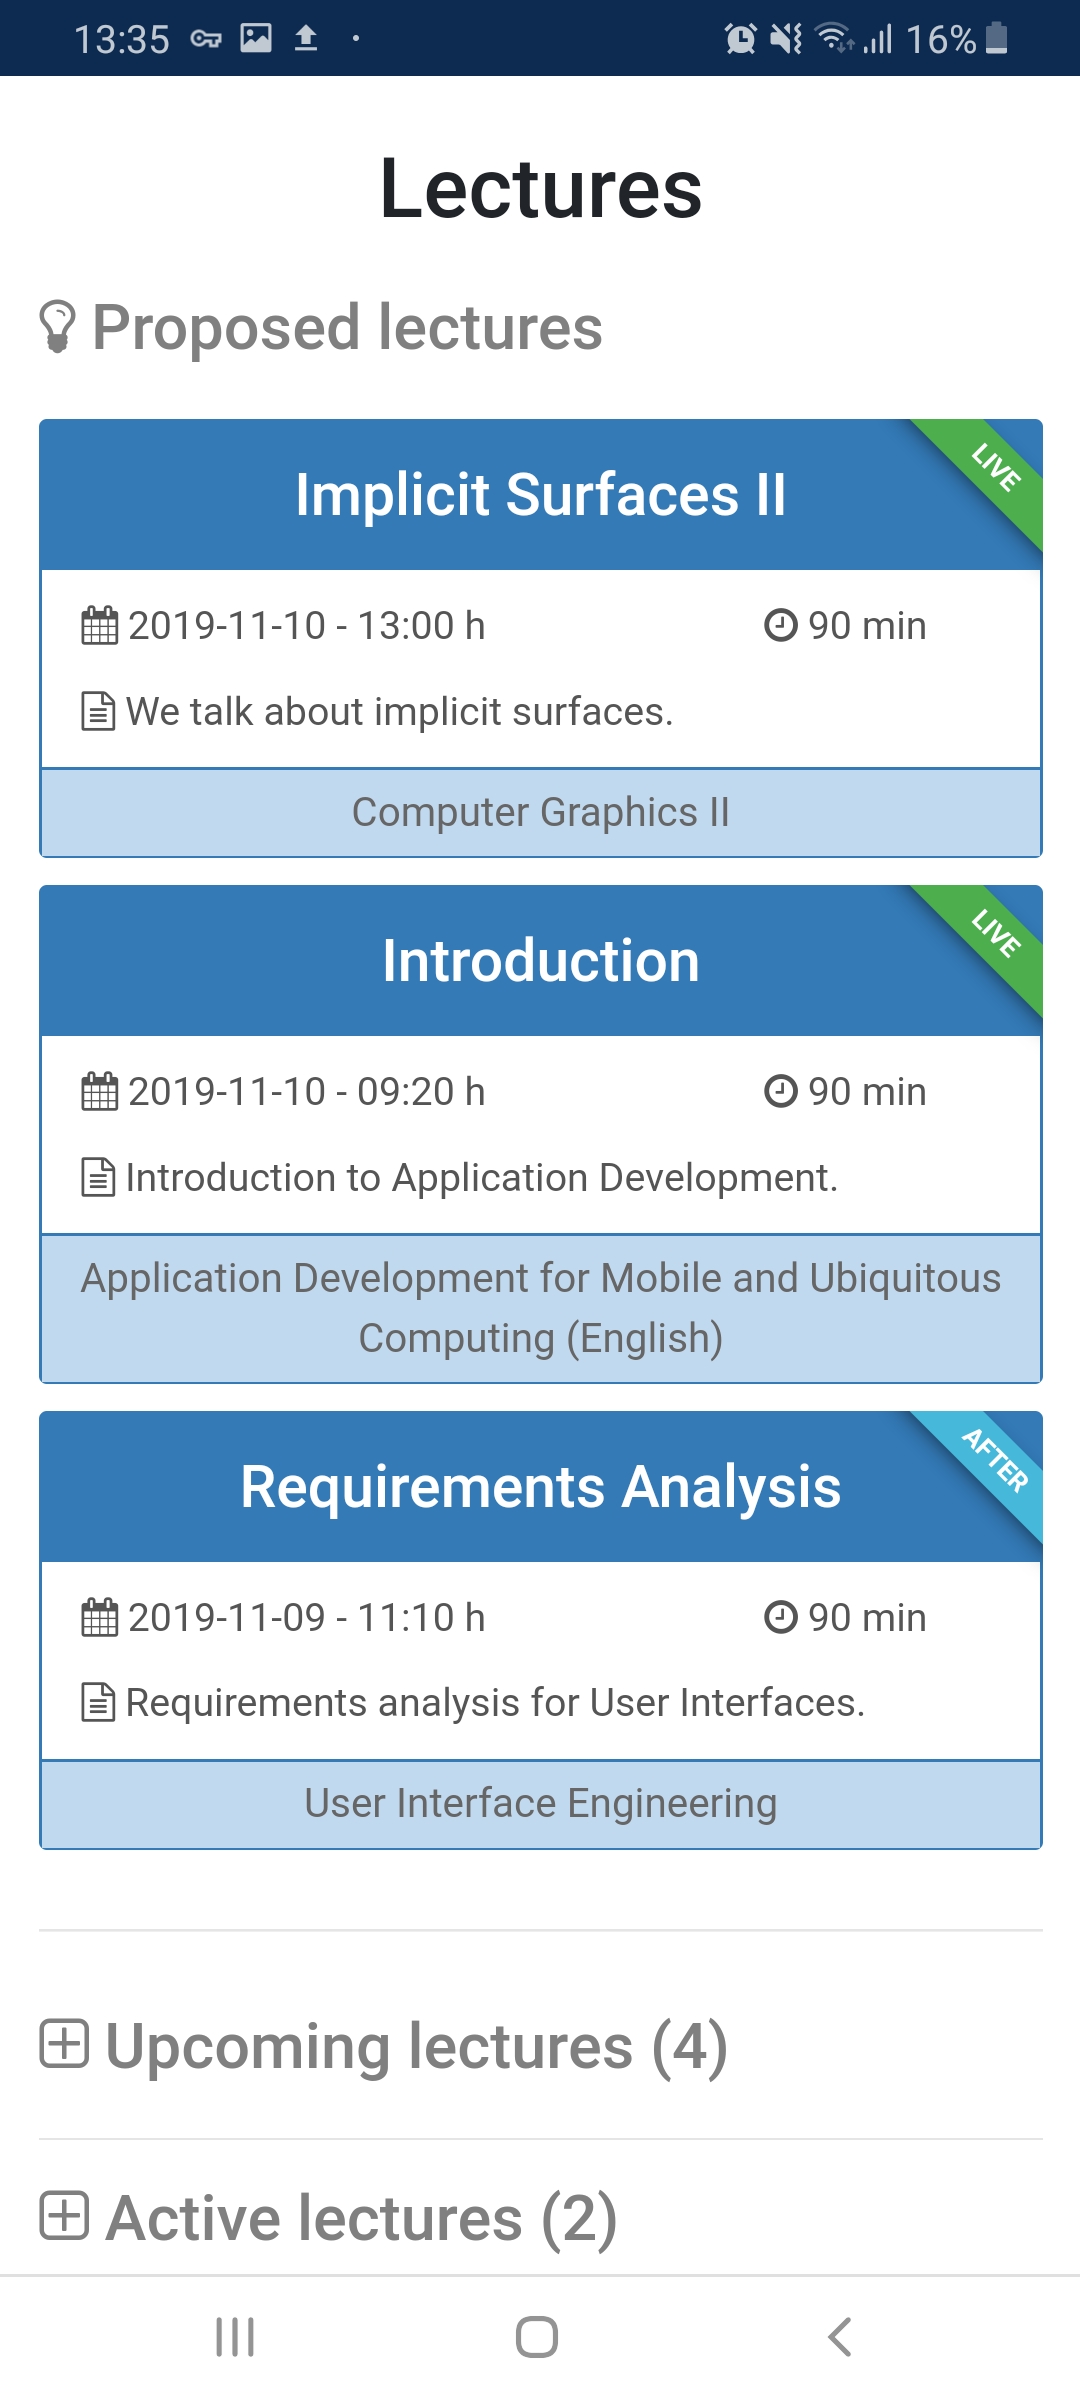 13:35 16%
Lectures
Proposed lectures
Implicit Surfaces II
LIVE
2019-11-10 - 13:00 h 90 min
We talk about implicit surfaces.
Computer Graphics II
Introduction
LIVE
2019-11-10 - 09:20 h 90 min
Introduction to Application Development.
Application Development for Mobile and Ubiquitous
Computing (English)
Requirements Analysis
AFTER
2019-11-09 - 11:10 h 90 min
Requirements analysis for User Interfaces.
User Interface Engineering
Upcoming lectures (4)
Active lectures (2)